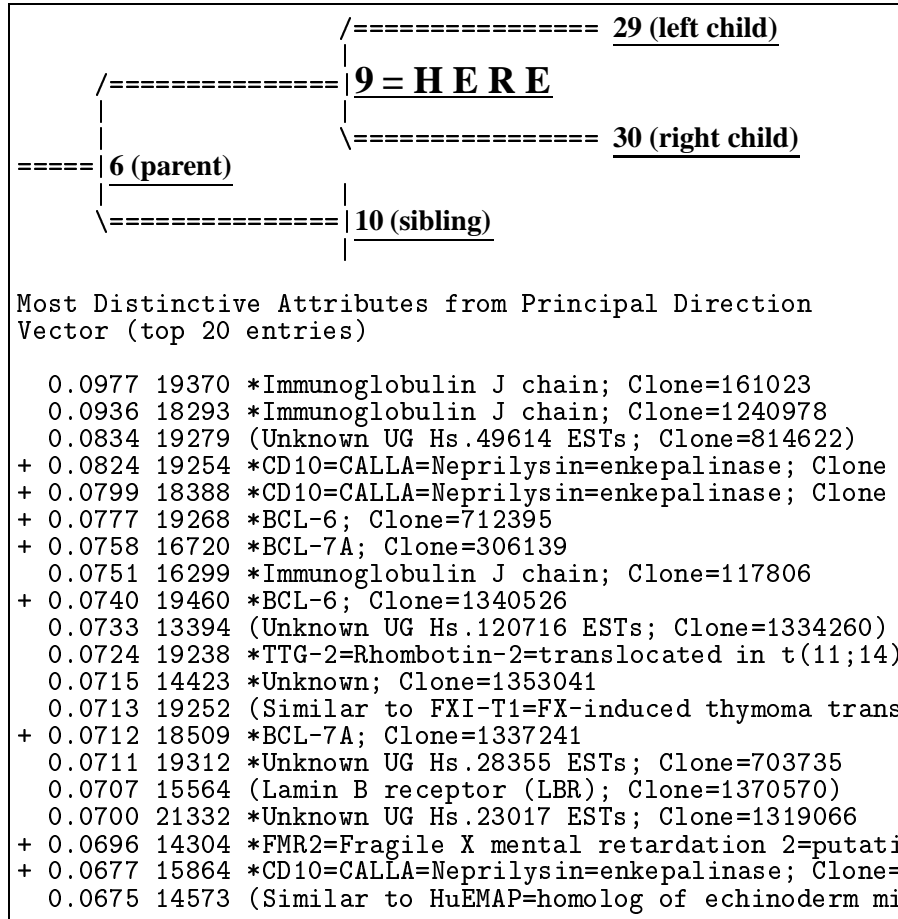 /================ 29 (left child)
|
/===============|9 = H E R E
| |
| \================ 30 (right child)
=====|6 (parent)
| |
\===============|10 (sibling)
|
Most Distinctive Attributes from Principal Direction
Vector (top 20 entries)
0.0977 19370 *Immunoglobulin J chain; Clone=161023
0.0936 18293 *Immunoglobulin J chain; Clone=1240978
0.0834 19279 (Unknown UG Hs.49614 ESTs; Clone=814622)
+ 0.0824 19254 *CD10=CALLA=Neprilysin=enkepalinase; Clone
+ 0.0799 18388 *CD10=CALLA=Neprilysin=enkepalinase; Clone
+ 0.0777 19268 *BCL-6; Clone=712395
+ 0.0758 16720 *BCL-7A; Clone=306139
0.0751 16299 *Immunoglobulin J chain; Clone=117806
+ 0.0740 19460 *BCL-6; Clone=1340526
0.0733 13394 (Unknown UG Hs.120716 ESTs; Clone=1334260)
0.0724 19238 *TTG-2=Rhombotin-2=translocated in t(11;14)
0.0715 14423 *Unknown; Clone=1353041
0.0713 19252 (Similar to FXI-T1=FX-induced thymoma trans
+ 0.0712 18509 *BCL-7A; Clone=1337241
0.0711 19312 *Unknown UG Hs.28355 ESTs; Clone=703735
0.0707 15564 (Lamin B receptor (LBR); Clone=1370570)
0.0700 21332 *Unknown UG Hs.23017 ESTs; Clone=1319066
+ 0.0696 14304 *FMR2=Fragile X mental retardation 2=putati
+ 0.0677 15864 *CD10=CALLA=Neprilysin=enkepalinase; Clone=
0.0675 14573 (Similar to HuEMAP=homolog of echinoderm mi